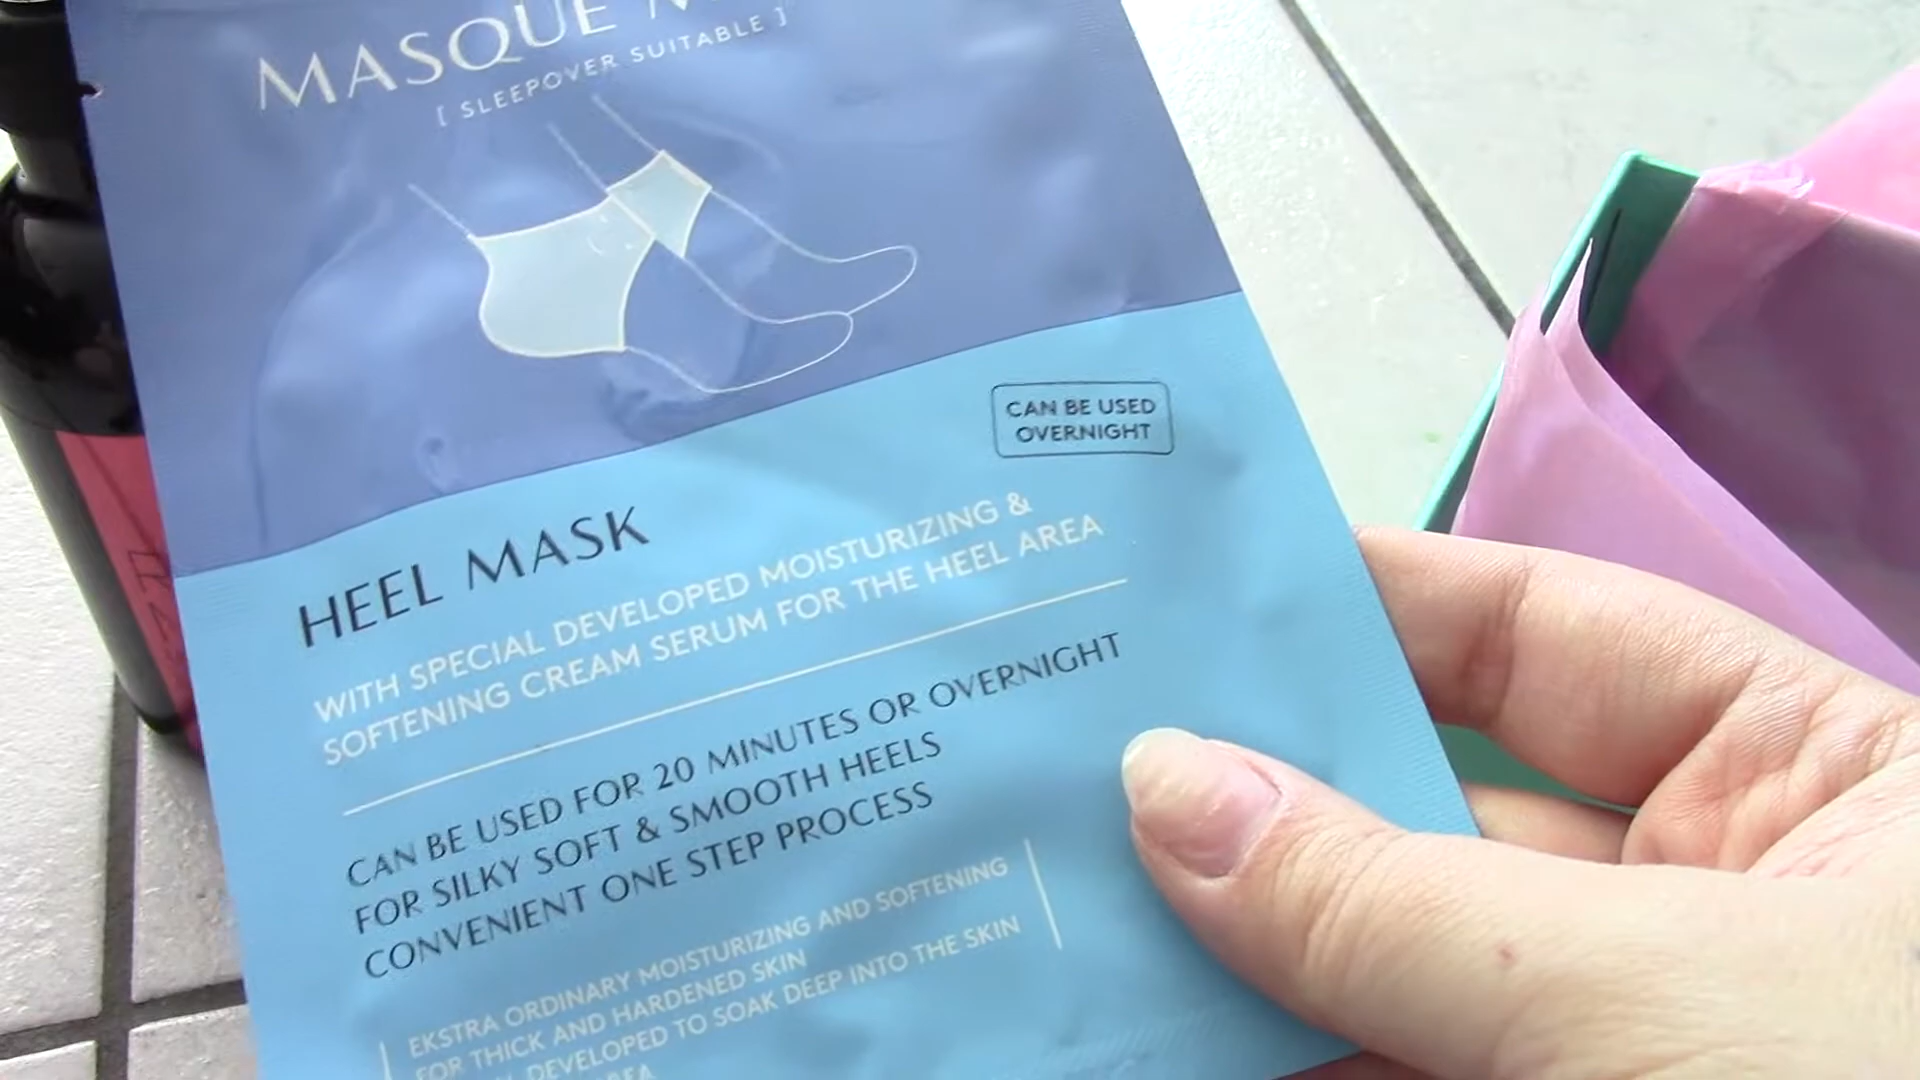 MASQUE
[ SLEEPOVER SUITABLE ]
CAN BE USED
OVERNIGHT
HEEL MASK
WITH SPECIAL DEVELOPED MOISTURIZING &
SOFTENING CREAM SERUM FOR THE HEEL AREA
CAN BE USED FOR 20 MINUTES OR OVERNIGHT
FOR SILKY SOFT & SMOOTH HEELS
CONVENIENT ONE STEP PROCESS
EKSTRA ORDINARY MOISTURIZING AND SOFTENING
FOR THICK AND HARDENED SKIN
DEVELOPED TO SOAK DEEP INTO THE SKIN